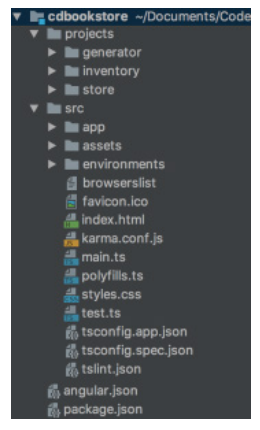 cdbookstore ~/Documents/Code
projects
generator
inventory
store
src
app
assets
environments
browserslist
favicon.ico
index.html
karma.conf.js
main.ts
polyfills.ts
styles.css
test.ts
tsconfig.app.json
tsconfig.spec.json
tslint.json
angular.json
package.json